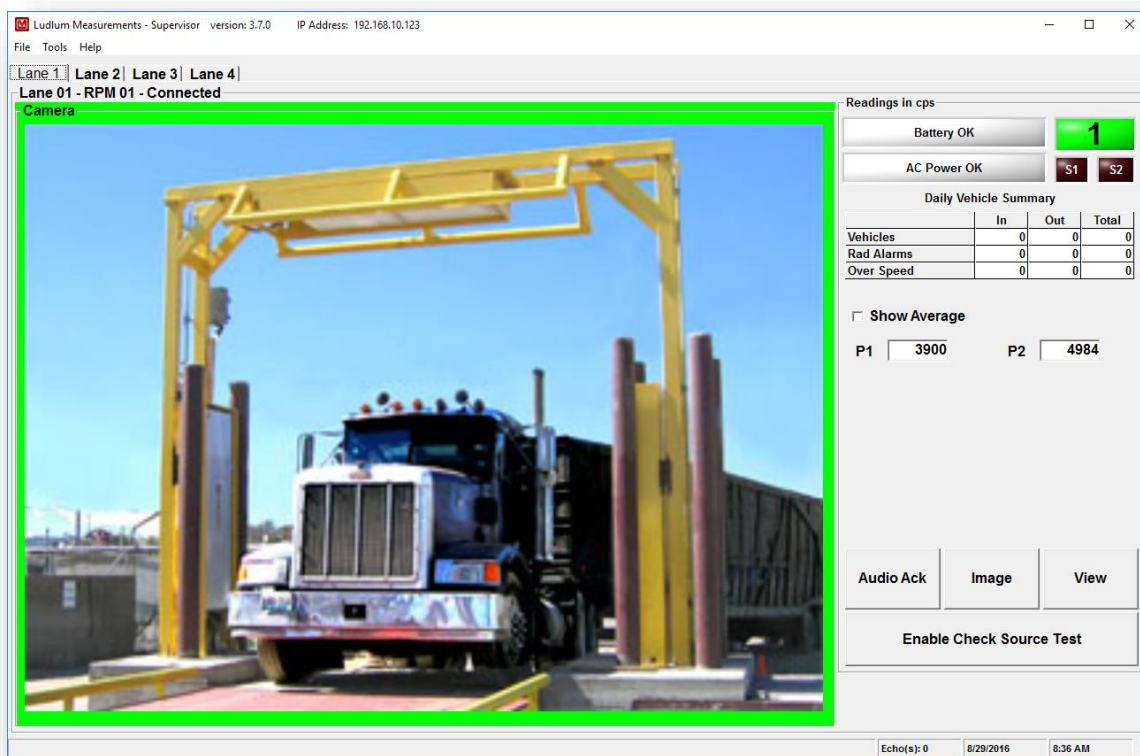 Ludlum Measurements - Supervisor version: 3.7.0 IP Address: 192.168.10.123
File Tools Help
Lane 1 Lane 2 Lane 3 Lane 4
Lane 01 - RPM 01 - Connected
Camera
Readings in cps
Battery OK 1
AC Power OK S1 S2
Daily Vehicle Summary
In Out Total
Vehicles 0 0 0
Rad Alarms 0 0 0
Over Speed 0 0 0
Show Average
P1 3900 P2 4984
Audio Ack Image View
Enable Check Source Test
Echo(s): 0 8/29/2016 8:36 AM